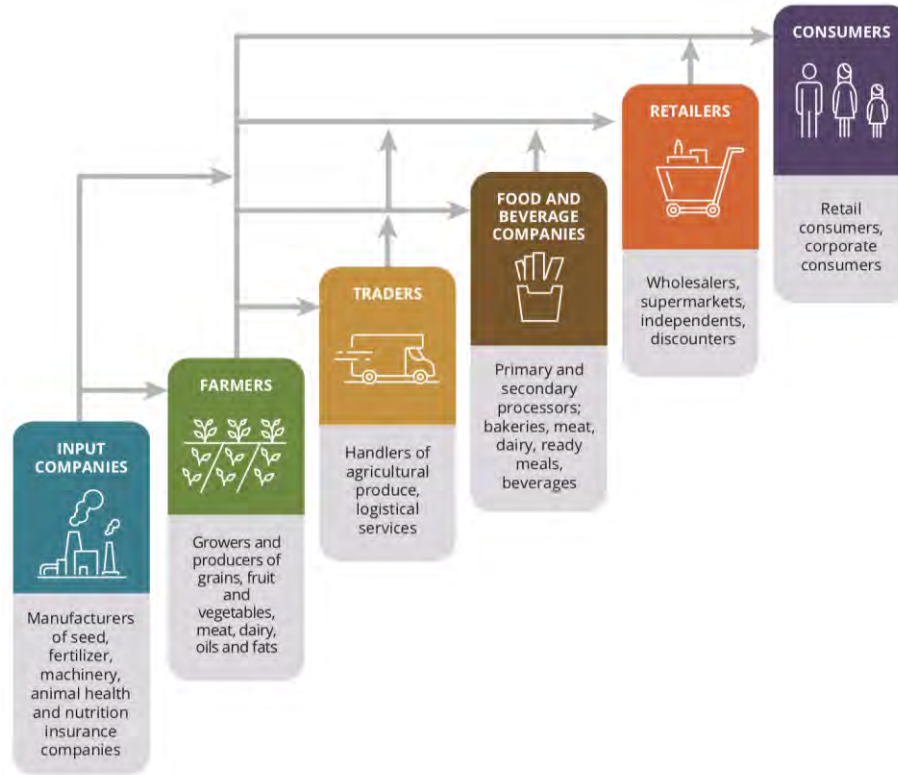 INPUT
COMPANIES
Manufacturers
of seed,
fertilizer,
machinery,
animal health
and nutrition
insurance
companies
FARMERS
Growers and
producers of
grains, fruit
and
vegetables,
meat, dairy,
oils and fats
TRADERS
Handlers of
agricultural
produce,
logistical
services
FOOD AND
BEVERAGE
COMPANIES
Primary and
secondary
processors;
bakeries, meat,
dairy, ready
meals,
beverages
RETAILERS
Wholesalers,
supermarkets,
independents,
discounters
CONSUMERS
Retail
consumers,
corporate
consumers